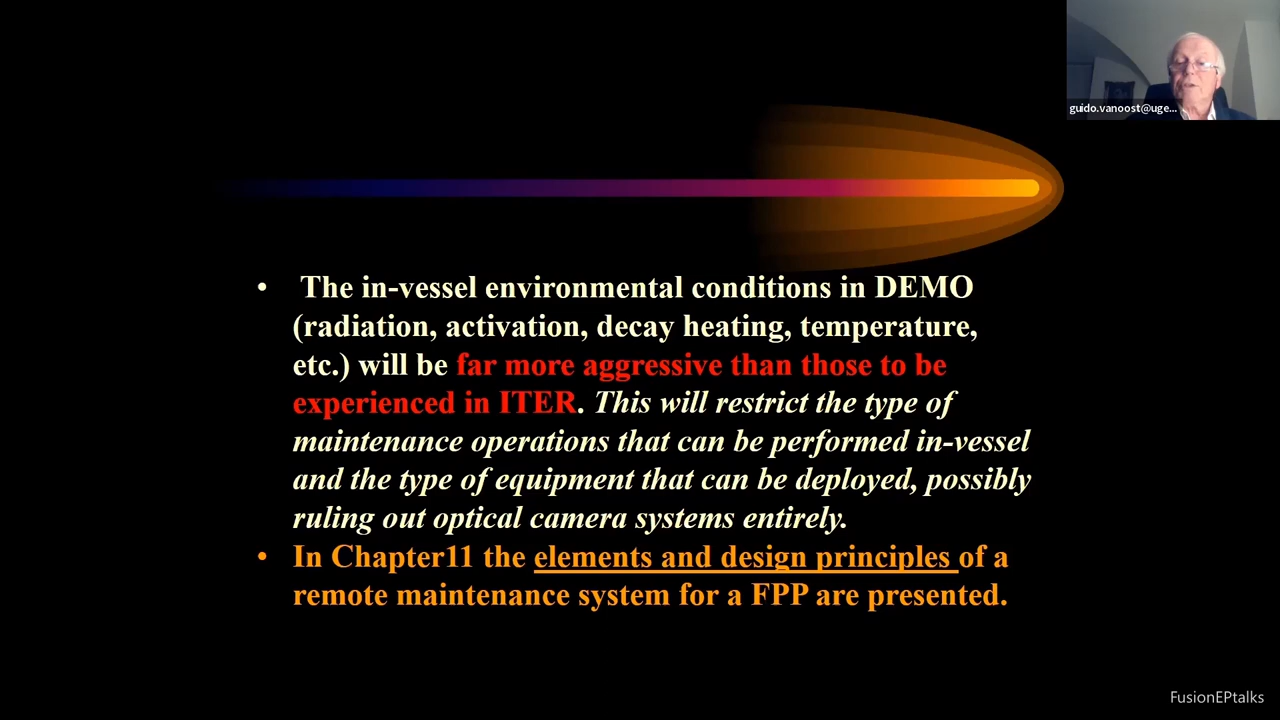 guido.vanoost@uge...
• The in-vessel environmental conditions in DEMO
(radiation, activation, decay heating, temperature,
etc.) will be far more aggressive than those to be
experienced in ITER. This will restrict the type of
maintenance operations that can be performed in-vessel
and the type of equipment that can be deployed, possibly
ruling out optical camera systems entirely.
• In Chapter11 the elements and design principles of a
remote maintenance system for a FPP are presented.
FusionEPtalks